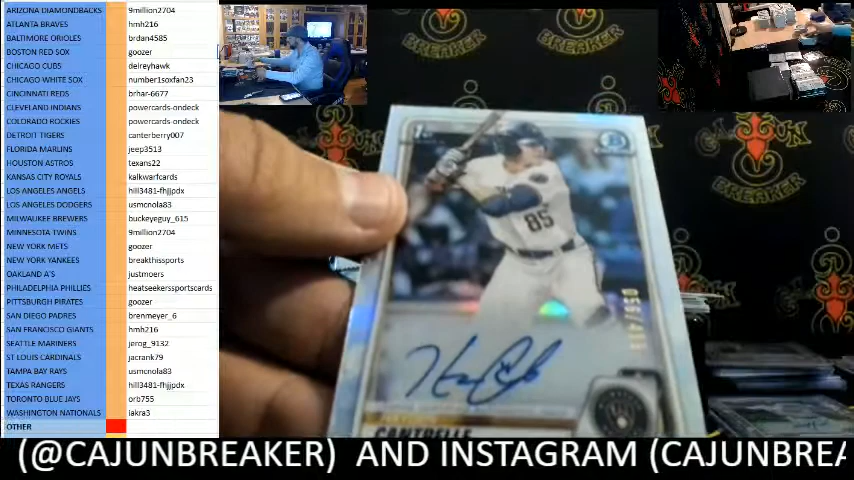 ARIZONA DIAMONDBACKS 9million2704
ATLANTA BRAVES hmh216
BALTIMORE ORIOLES brdan4585
BOSTON RED SOX goozer
CHICAGO CUBS delreyhawk
CHICAGO WHITE SOX number1soxfan23
CINCINATTI REDS brhar-6677
CLEVELAND INDIANS powercards-ondeck
COLORADO ROCKIES powercards-ondeck
DETROIT TIGERS canterberry007
FLORIDA MARLINS jeep3513
HOUSTON ASTROS texans22
KANSAS CITY ROYALS kalkwarfcards
LOS ANGELES ANGELS hill3481-fhjjpdx
LOS ANGELES DODGERS usmcnola83
MILWAUKEE BREWERS buckeyeguy_615
MINNESOTA TWINS 9million2704
NEW YORK METS goozer
NEW YORK YANKEES breakthissports
OAKLAND A'S justmoers
PHILADELPHIA PHILLIES heatseekerssportscards
PITTSBURGH PIRATES goozer
SAN DIEGO PADRES brenmeyer_6
SAN FRANCISCO GIANTS hmh216
SEATTLE MARINERS jerog_9132
ST LOUIS CARDINALS jacrank79
TAMPA BAY RAYS usmcnola83
TEXAS RANGERS hill3481-fhjjpdx
TORONTO BLUE JAYS orb755
WASHINGTON NATIONALS lakra3
OTHER
1st
B
85
CANTRELLE
CAJUN
BREAKER
BREAKER
(@CAJUNBREAKER) AND INSTAGRAM (CAJUNBREA